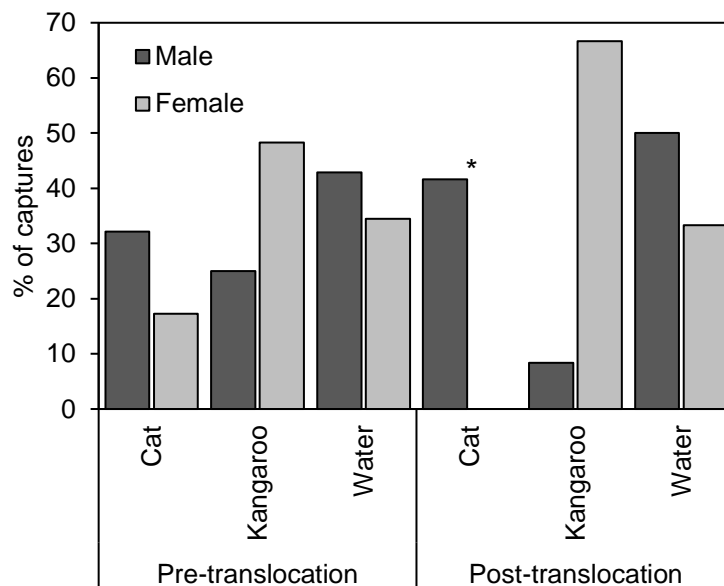 70
60
50
40
30
20
10
0
% of captures
Male
Female
*
Cat
Kangaroo
Water
Cat
Kangaroo
Water
Pre-translocation
Post-translocation